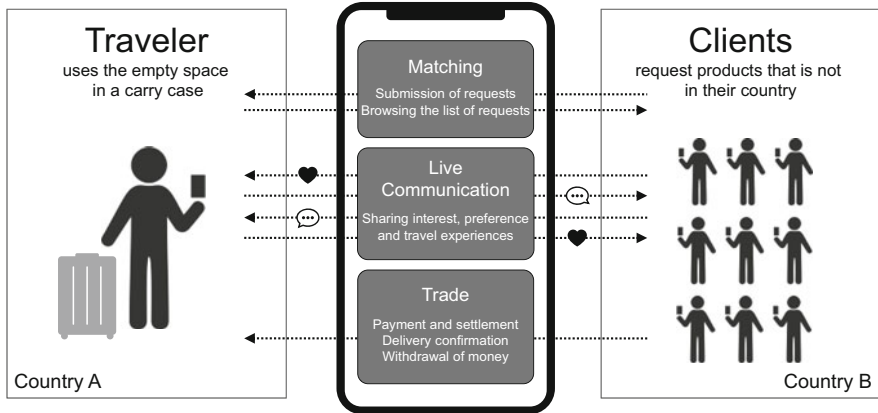 Traveler
uses the empty space
in a carry case
Country A
Matching
Submission of requests
Browsing the list of requests
Live
Communication
Sharing interest, preference
and travel experiences
Trade
Payment and settlement
Delivery confirmation
Withdrawal of money
Clients
request products that is not
in their country
Country B